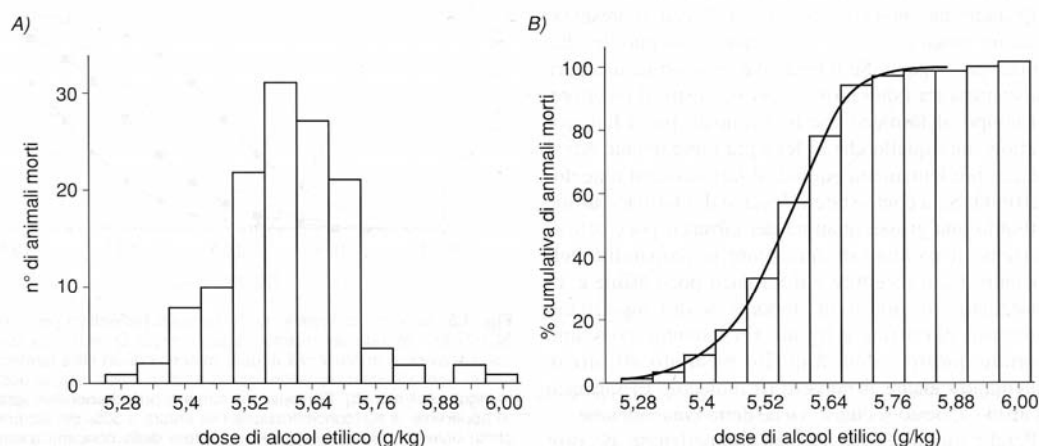 A)
n° di animali morti
30
20
10
0
5,28 5,4 5,52 5,64 5,76 5,88 6,00
dose di alcool etilico (g/kg)
B)
% cumulativa di animali morti
100
80
60
40
20
0
5,28 5,4 5,52 5,64 5,76 5,88 6,00
dose di alcool etilico (g/kg)